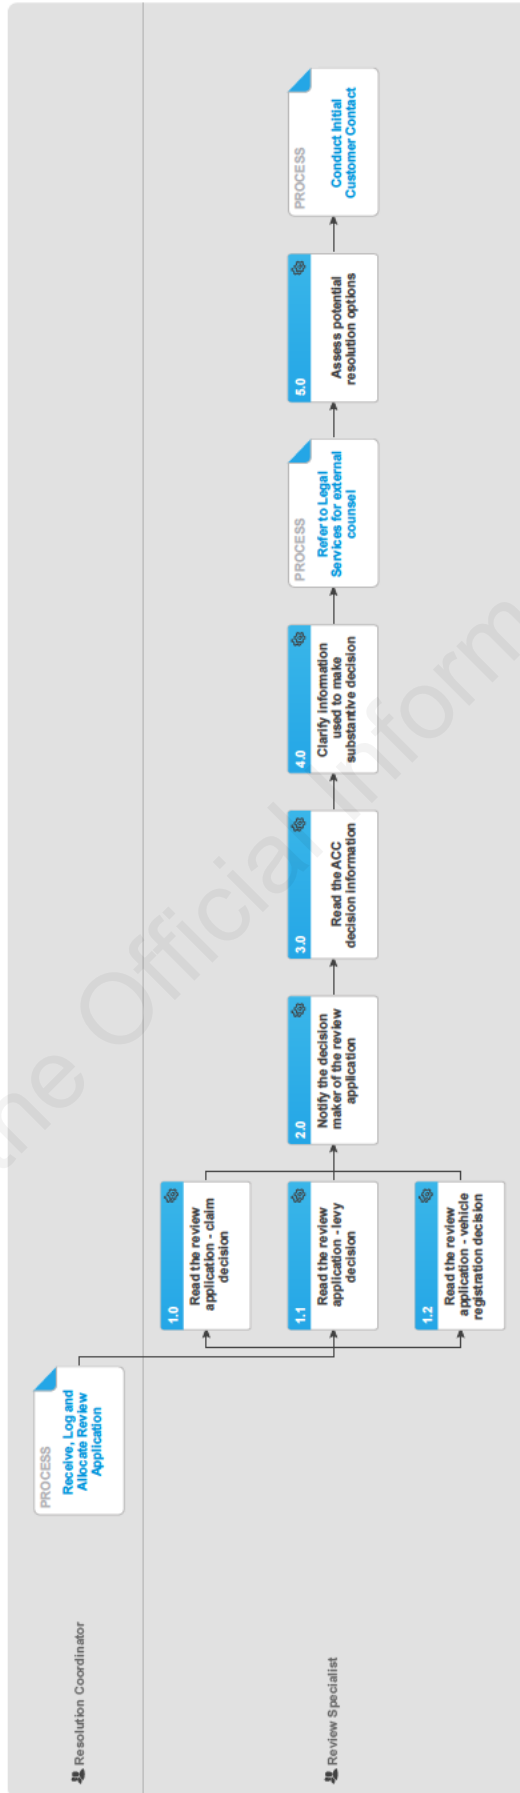 Resolution Coordinator
PROCESS
Receive, Log and
Allocate Review
Application
Review Specialist
1.0
Read the review
application - claim
decision
1.1
Read the review
application - levy
decision
1.2
Read the review
application - vehicle
registration decision
2.0
Notify the decision
maker of the review
application
3.0
Read the ACC
decision information
4.0
Clarify information
used to make
substantive decision
PROCESS
Refer to Legal
Services for external
counsel
5.0
Assess potential
resolution options
PROCESS
Conduct Initial
Customer Contact
the Official Inform